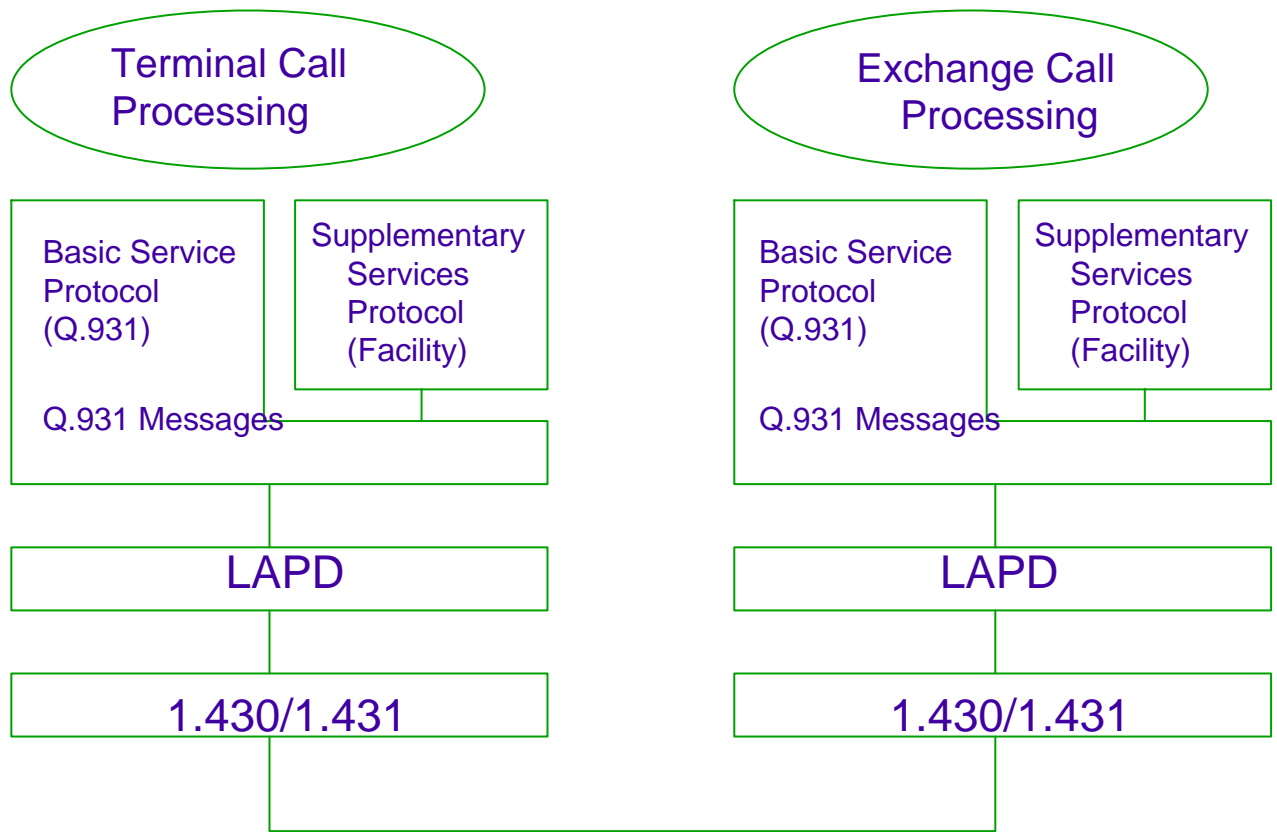 Terminal Call
Processing
Exchange Call
Processing
Basic Service
Protocol
(Q.931)
Q.931 Messages
Supplementary
Services
Protocol
(Facility)
Basic Service
Protocol
(Q.931)
Q.931 Messages
Supplementary
Services
Protocol
(Facility)
LAPD
LAPD
1.430/1.431
1.430/1.431